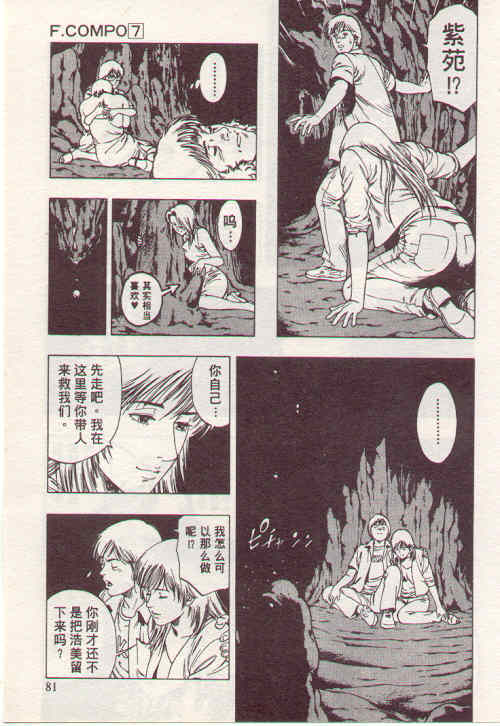 F.COMPO 7
紫
苑
!?
………
呜
…
其实相当
喜欢♥
………
ピチャン
你自己…
先走吧。我在
这里等你带人
来救我们。
我怎么可
以那么做
呢!?
你刚才还不
是把浩美留
下来吗？
81